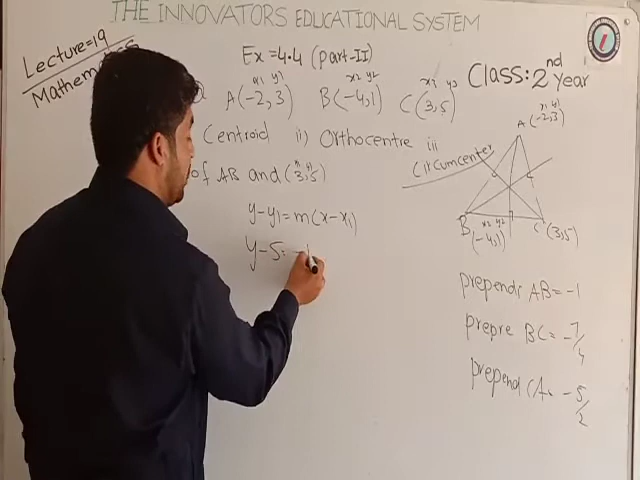 THE INNOVATORS EDUCATIONAL SYSTEM
Lecture=19
Mathem
Ex =4.4 (part-II)
Class: 2nd year
x1 y1 x2 y2 x3 y3
A(-2,3) B(-4,1) C(3,5)
Centroid ii) Orthocentre iii
Circumcenter
of AB and (3,5)
y-y1=m(x-x1)
y-5=-1
x1 y1
A(-2,3)
B x2 y2
(-4,1)
C (3,5)
prepends AB=-1
prepre BC=-7/4
prepend CA= -5/2